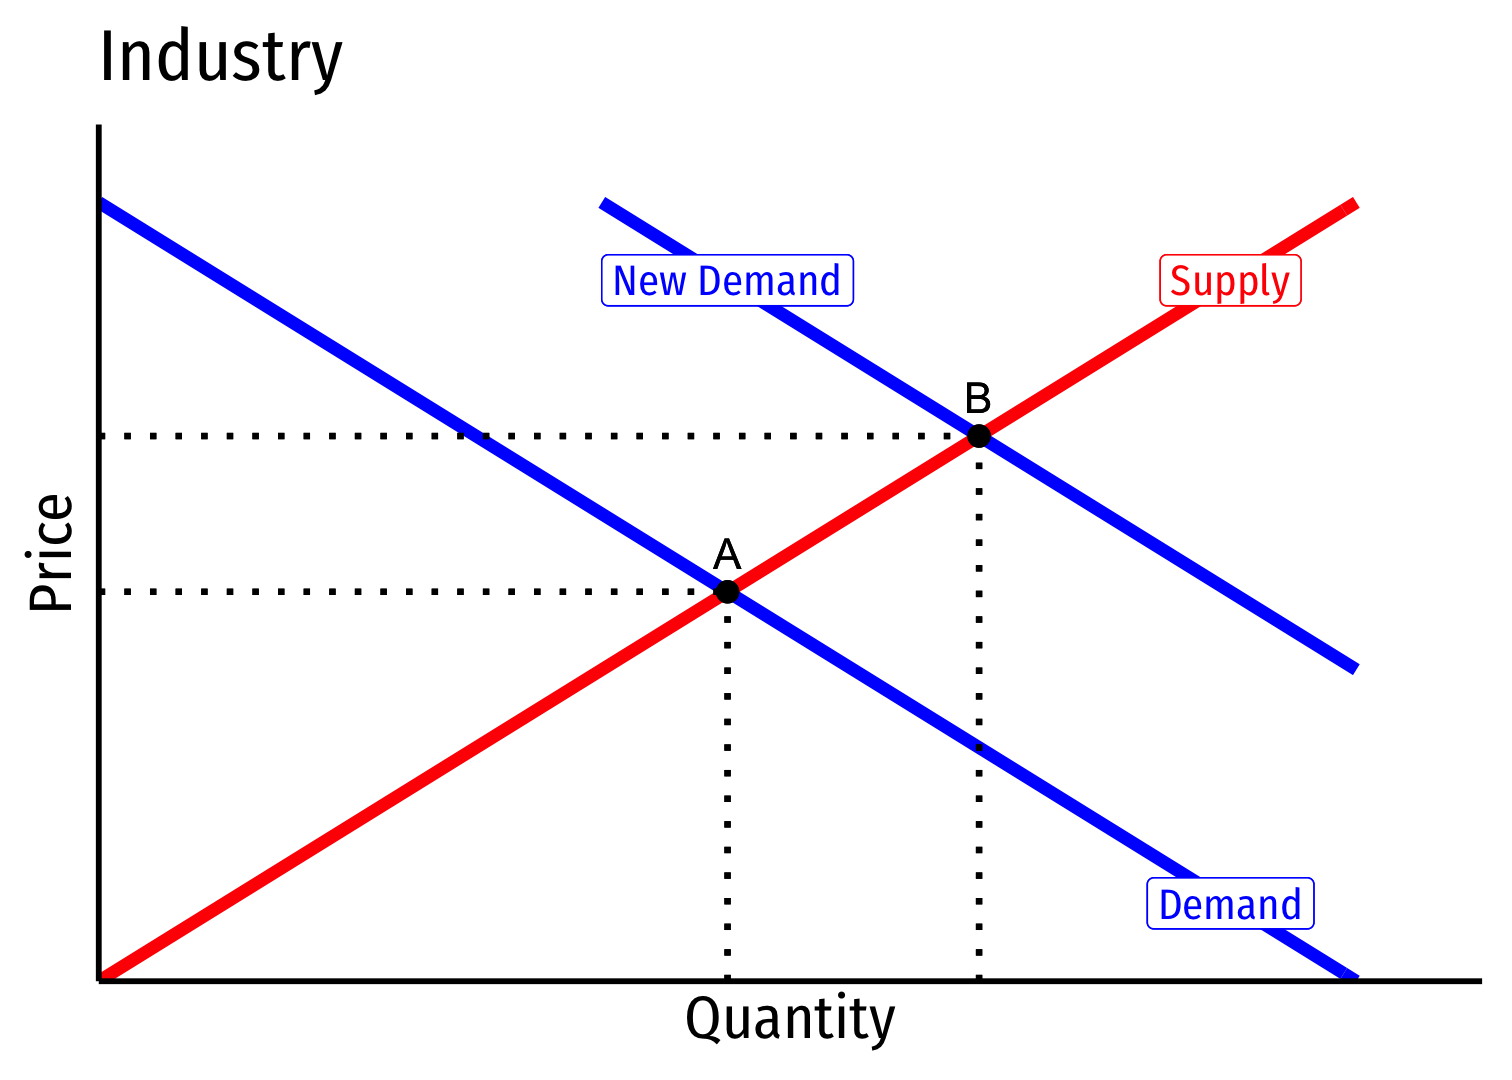 Industry
New Demand
Supply
B
A
Price
Demand
Quantity